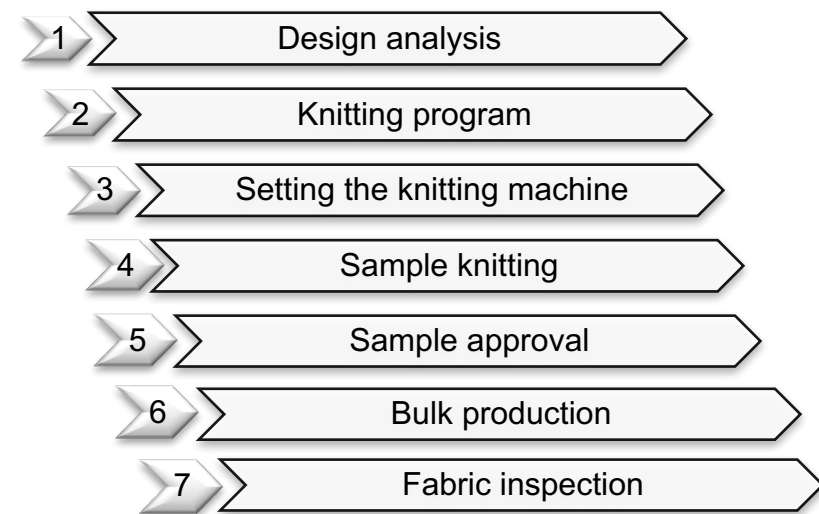 1 Design analysis
2 Knitting program
3 Setting the knitting machine
4 Sample knitting
5 Sample approval
6 Bulk production
7 Fabric inspection